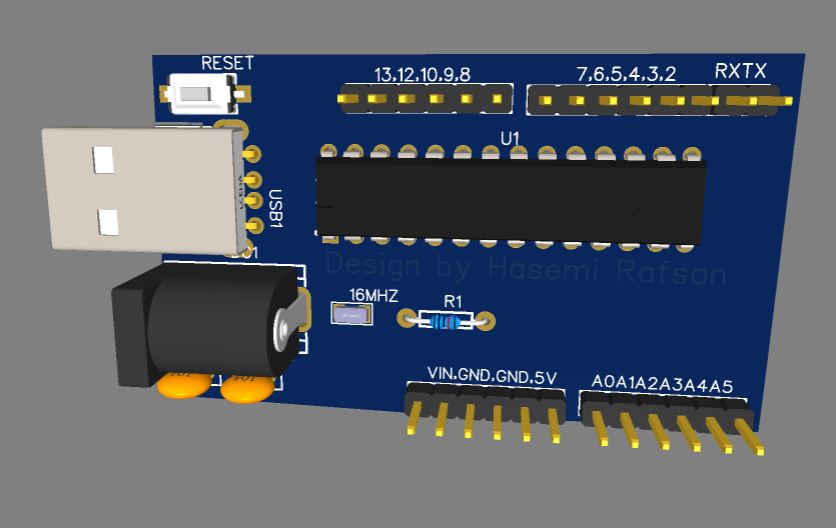 RESET
13,12,10,9,8
7,6,5,4,3,2
RXTX
U1
USB1
Design by Hasemi Rafsan
16MHZ
R1
VIN,GND,GND,5V
A0A1A2A3A4A5